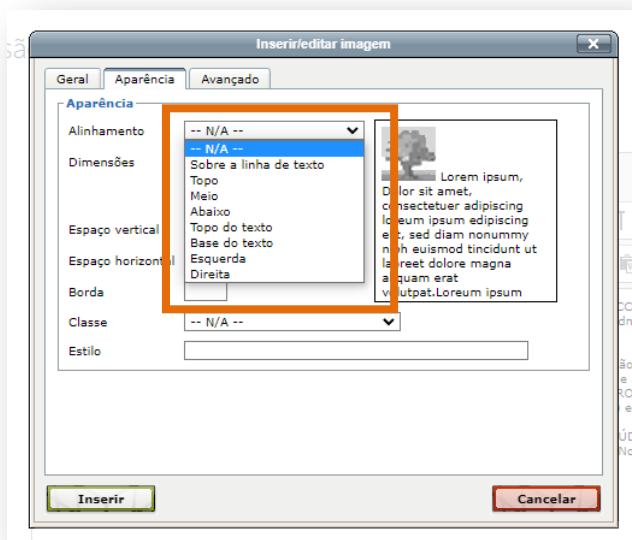 Inserir/editar imagem
Geral
Aparência
Avançado
Aparência
Alinhamento
-- N/A --
-- N/A --
Sobre a linha de texto
Topo
Meio
Abaixo
Topo do texto
Base do texto
Esquerda
Direita
Dimensões
Espaço vertical
Espaço horizontal
Borda
Classe
-- N/A --
Estilo
Lorem ipsum,
Dolor sit amet,
consectetuer adipiscing
loreum ipsum edipiscing
elit, sed diam nonummy
nibh euismod tincidunt ut
laoreet dolore magna
aliquam erat
volutpat.Loreum ipsum
Inserir
Cancelar